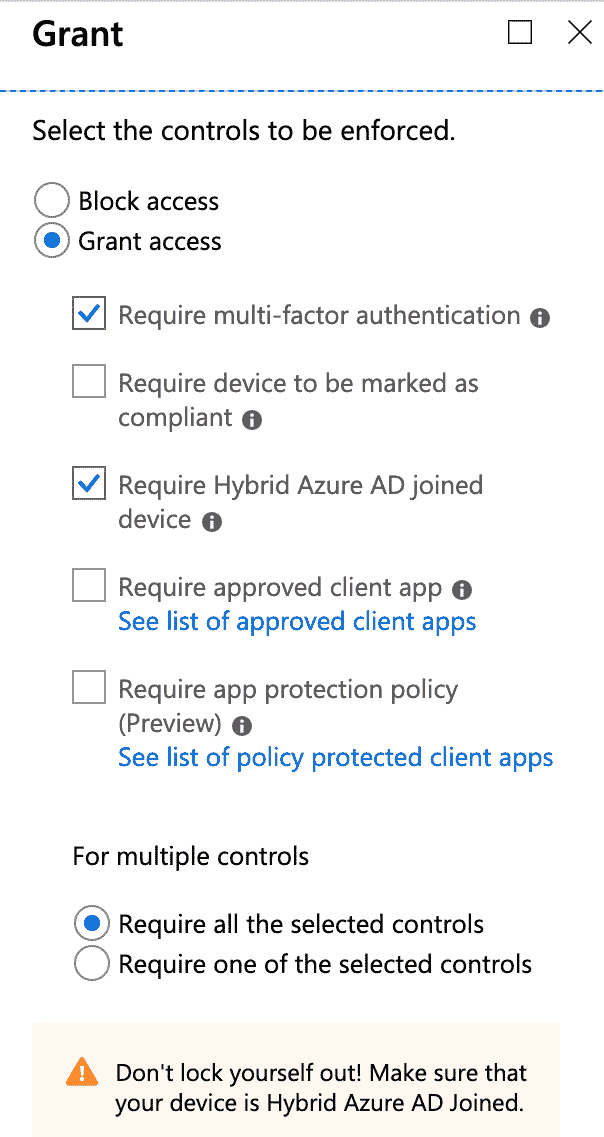 Grant
Select the controls to be enforced.
Block access
Grant access
Require multi-factor authentication
Require device to be marked as
compliant
Require Hybrid Azure AD joined
device
Require approved client app
See list of approved client apps
Require app protection policy
(Preview)
See list of policy protected client apps
For multiple controls
Require all the selected controls
Require one of the selected controls
Don't lock yourself out! Make sure that
your device is Hybrid Azure AD Joined.